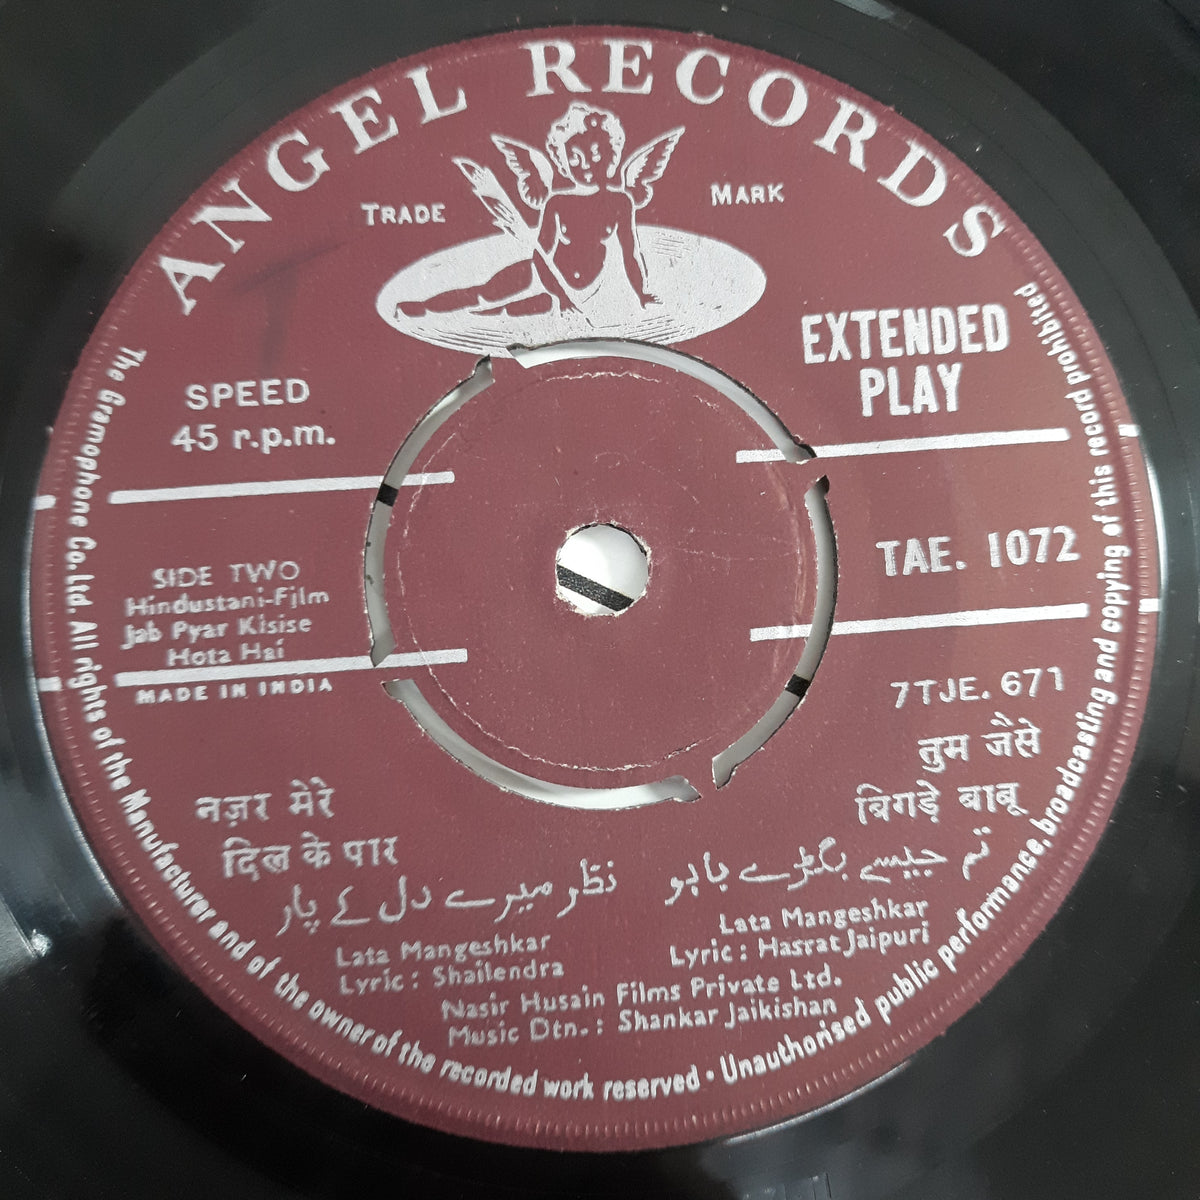 ANGEL RECORDS
TRADE MARK
EXTENDED
PLAY
SPEED
45 r.p.m.
TAE. 1072
SIDE TWO
Hindustani-Film
Jab Pyar Kisise
Hota Hai
MADE IN INDIA
7TJE. 671
तुम जैसे
बिगड़े बाबू
नज़र मेरे
दिल के पार
تم جیسے بگڑے بابو
نظر میرے دل کے پار
Lata Mangeshkar
Lyric : Hasrat Jaipuri
Lata Mangeshkar
Lyric : Shailendra
Nasir Husain Films Private Ltd.
Music Dtn. : Shankar Jaikishan
The Gramophone Co. Ltd. All rights of the Manufacturer and of the owner of the recorded work reserved • Unauthorised public performance, broadcasting and copying of this record prohibited